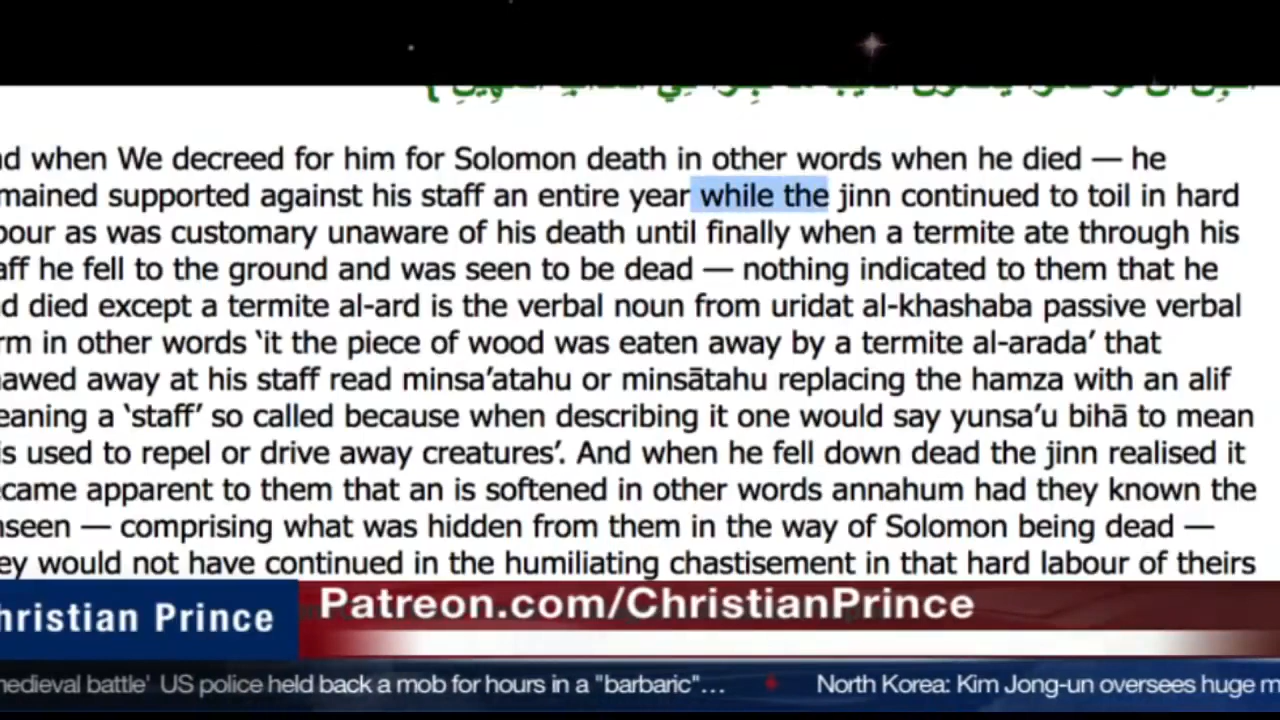 d when We decreed for him for Solomon death in other words when he died — he
mained supported against his staff an entire year while the jinn continued to toil in hard
our as was customary unaware of his death until finally when a termite ate through his
aff he fell to the ground and was seen to be dead — nothing indicated to them that he
d died except a termite al-ard is the verbal noun from uridat al-khashaba passive verbal
rm in other words ‘it the piece of wood was eaten away by a termite al-arada’ that
awed away at his staff read minsa’atahu or minsātahu replacing the hamza with an alif
eaning a ‘staff’ so called because when describing it one would say yunsa’u bihā to mean
is used to repel or drive away creatures’. And when he fell down dead the jinn realised it
came apparent to them that an is softened in other words annahum had they known the
nseen — comprising what was hidden from them in the way of Solomon being dead —
ey would not have continued in the humiliating chastisement in that hard labour of theirs
hristian Prince
Patreon.com/ChristianPrince
medieval battle' US police held back a mob for hours in a "barbaric"... North Korea: Kim Jong-un oversees huge m